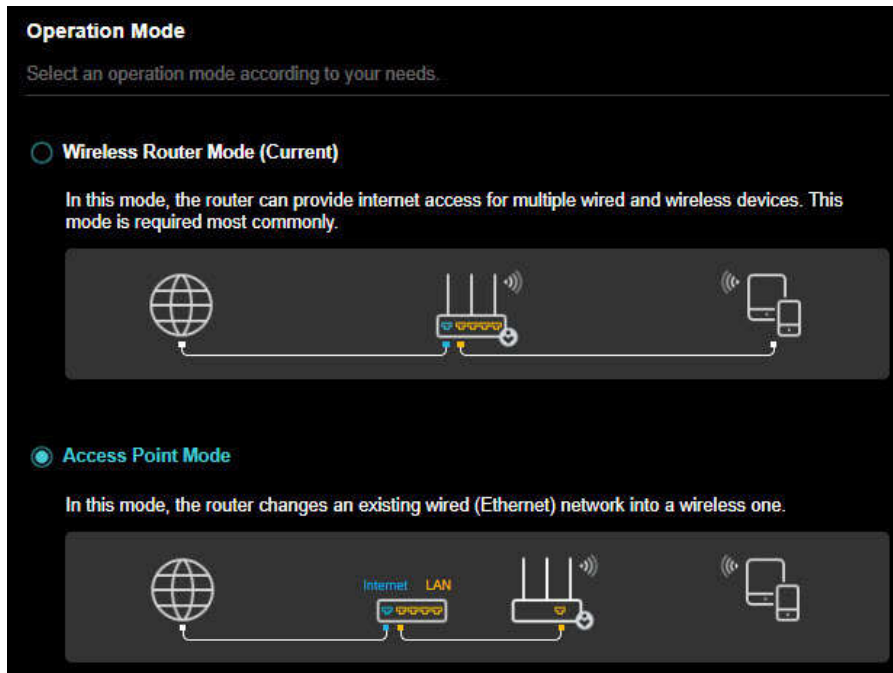 Operation Mode
Select an operation mode according to your needs.
Wireless Router Mode (Current)
In this mode, the router can provide internet access for multiple wired and wireless devices. This
mode is required most commonly.
Access Point Mode
In this mode, the router changes an existing wired (Ethernet) network into a wireless one.
Internet LAN